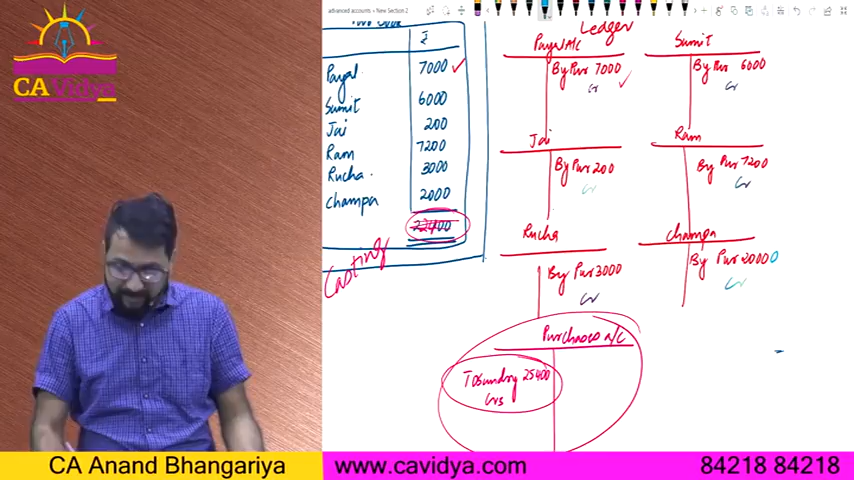 advanced accounts • New Section 2
₹
Payal. 7000
Sumit 6000
Jai 200
Ram 7200
Rucha. 3000
Champa 2000
22400
Casting
Ledger
Payal A/c
By Pur 7000
Cr
Sumit
By Pur 6000
Cr
Jai
By Pur 200
Cr
Ram
By Pur 7200
Cr
Rucha
By Pur 3000
Cr
Champa
By Pur 20000
Cr
Purchases a/c
To Sundry 25400
Crs
CA Vidya
CA Anand Bhangariya
www.cavidya.com
84218 84218